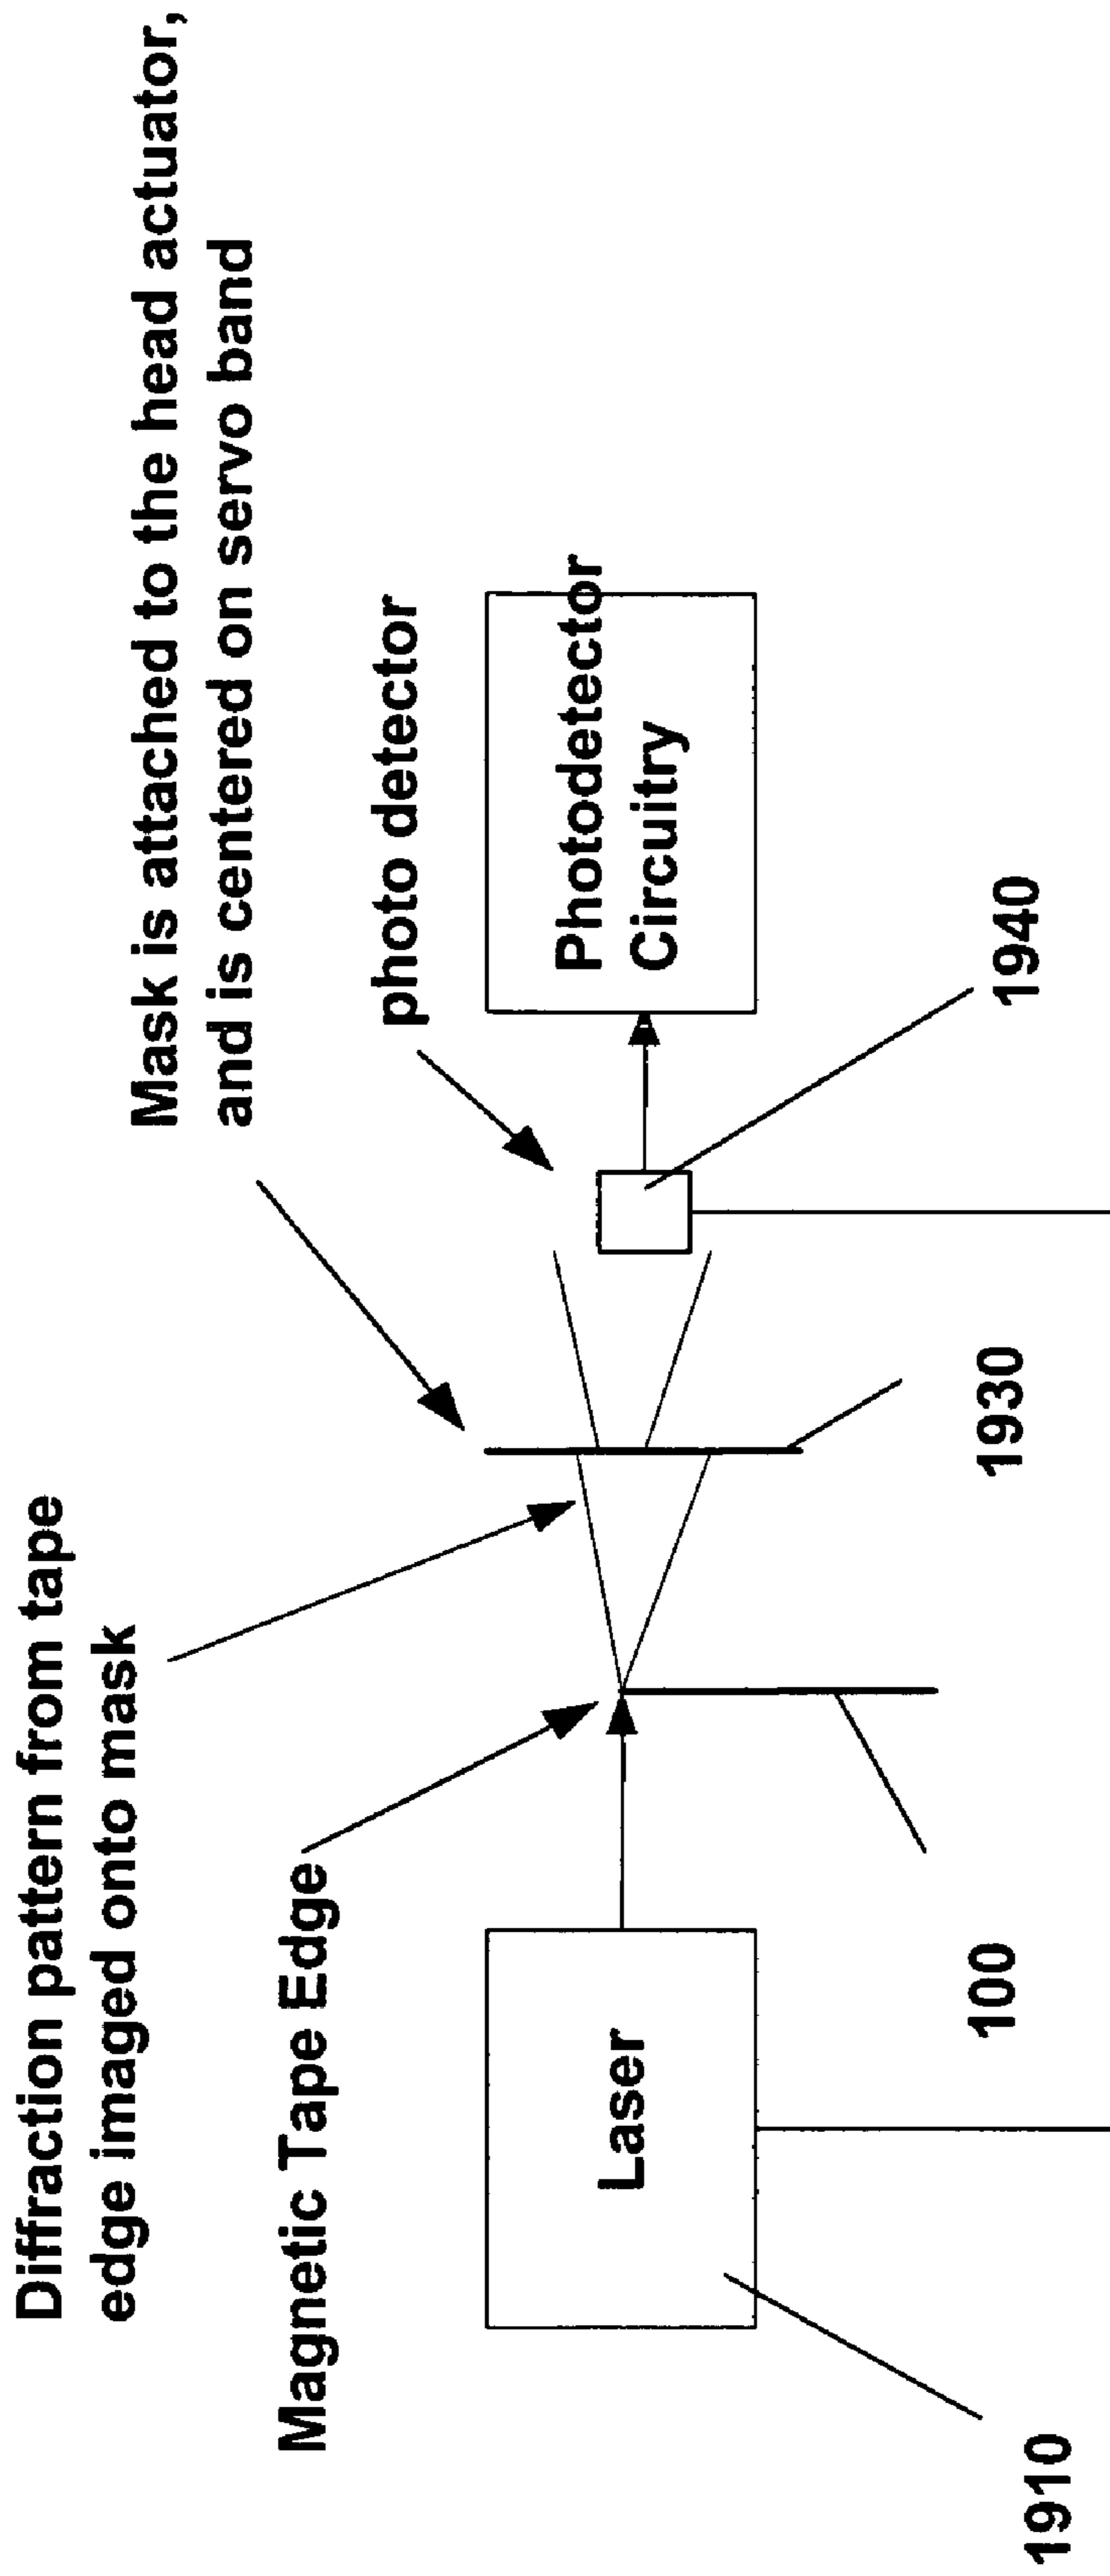 Diffraction pattern from tape
edge imaged onto mask
Mask is attached to the head actuator,
and is centered on servo band
Magnetic Tape Edge
photo detector
Laser
Photodetector
Circuitry
1910
100
1930
1940